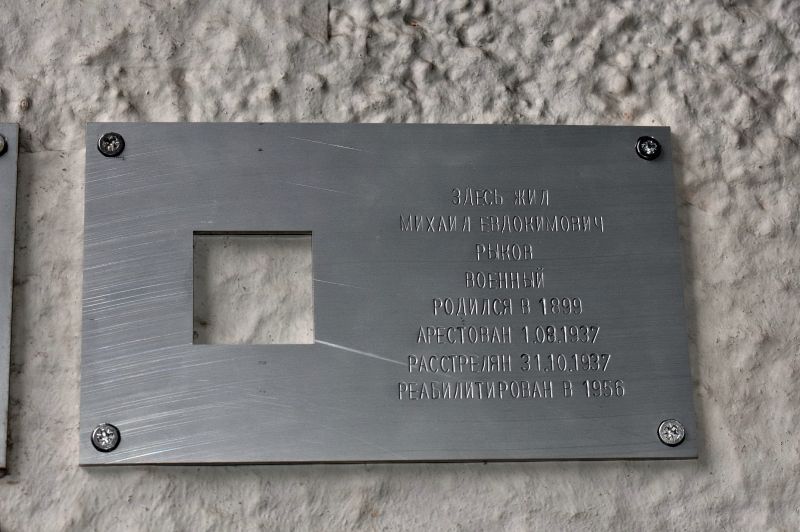 ЗДЕСЬ ЖИЛ
МИХАИЛ ЕВДОКИМОВИЧ
РЫКОВ
ВОЕННЫЙ
РОДИЛСЯ В 1899
АРЕСТОВАН 1.08.1937
РАССТРЕЛЯН 31.10.1937
РЕАБИЛИТИРОВАН В 1956